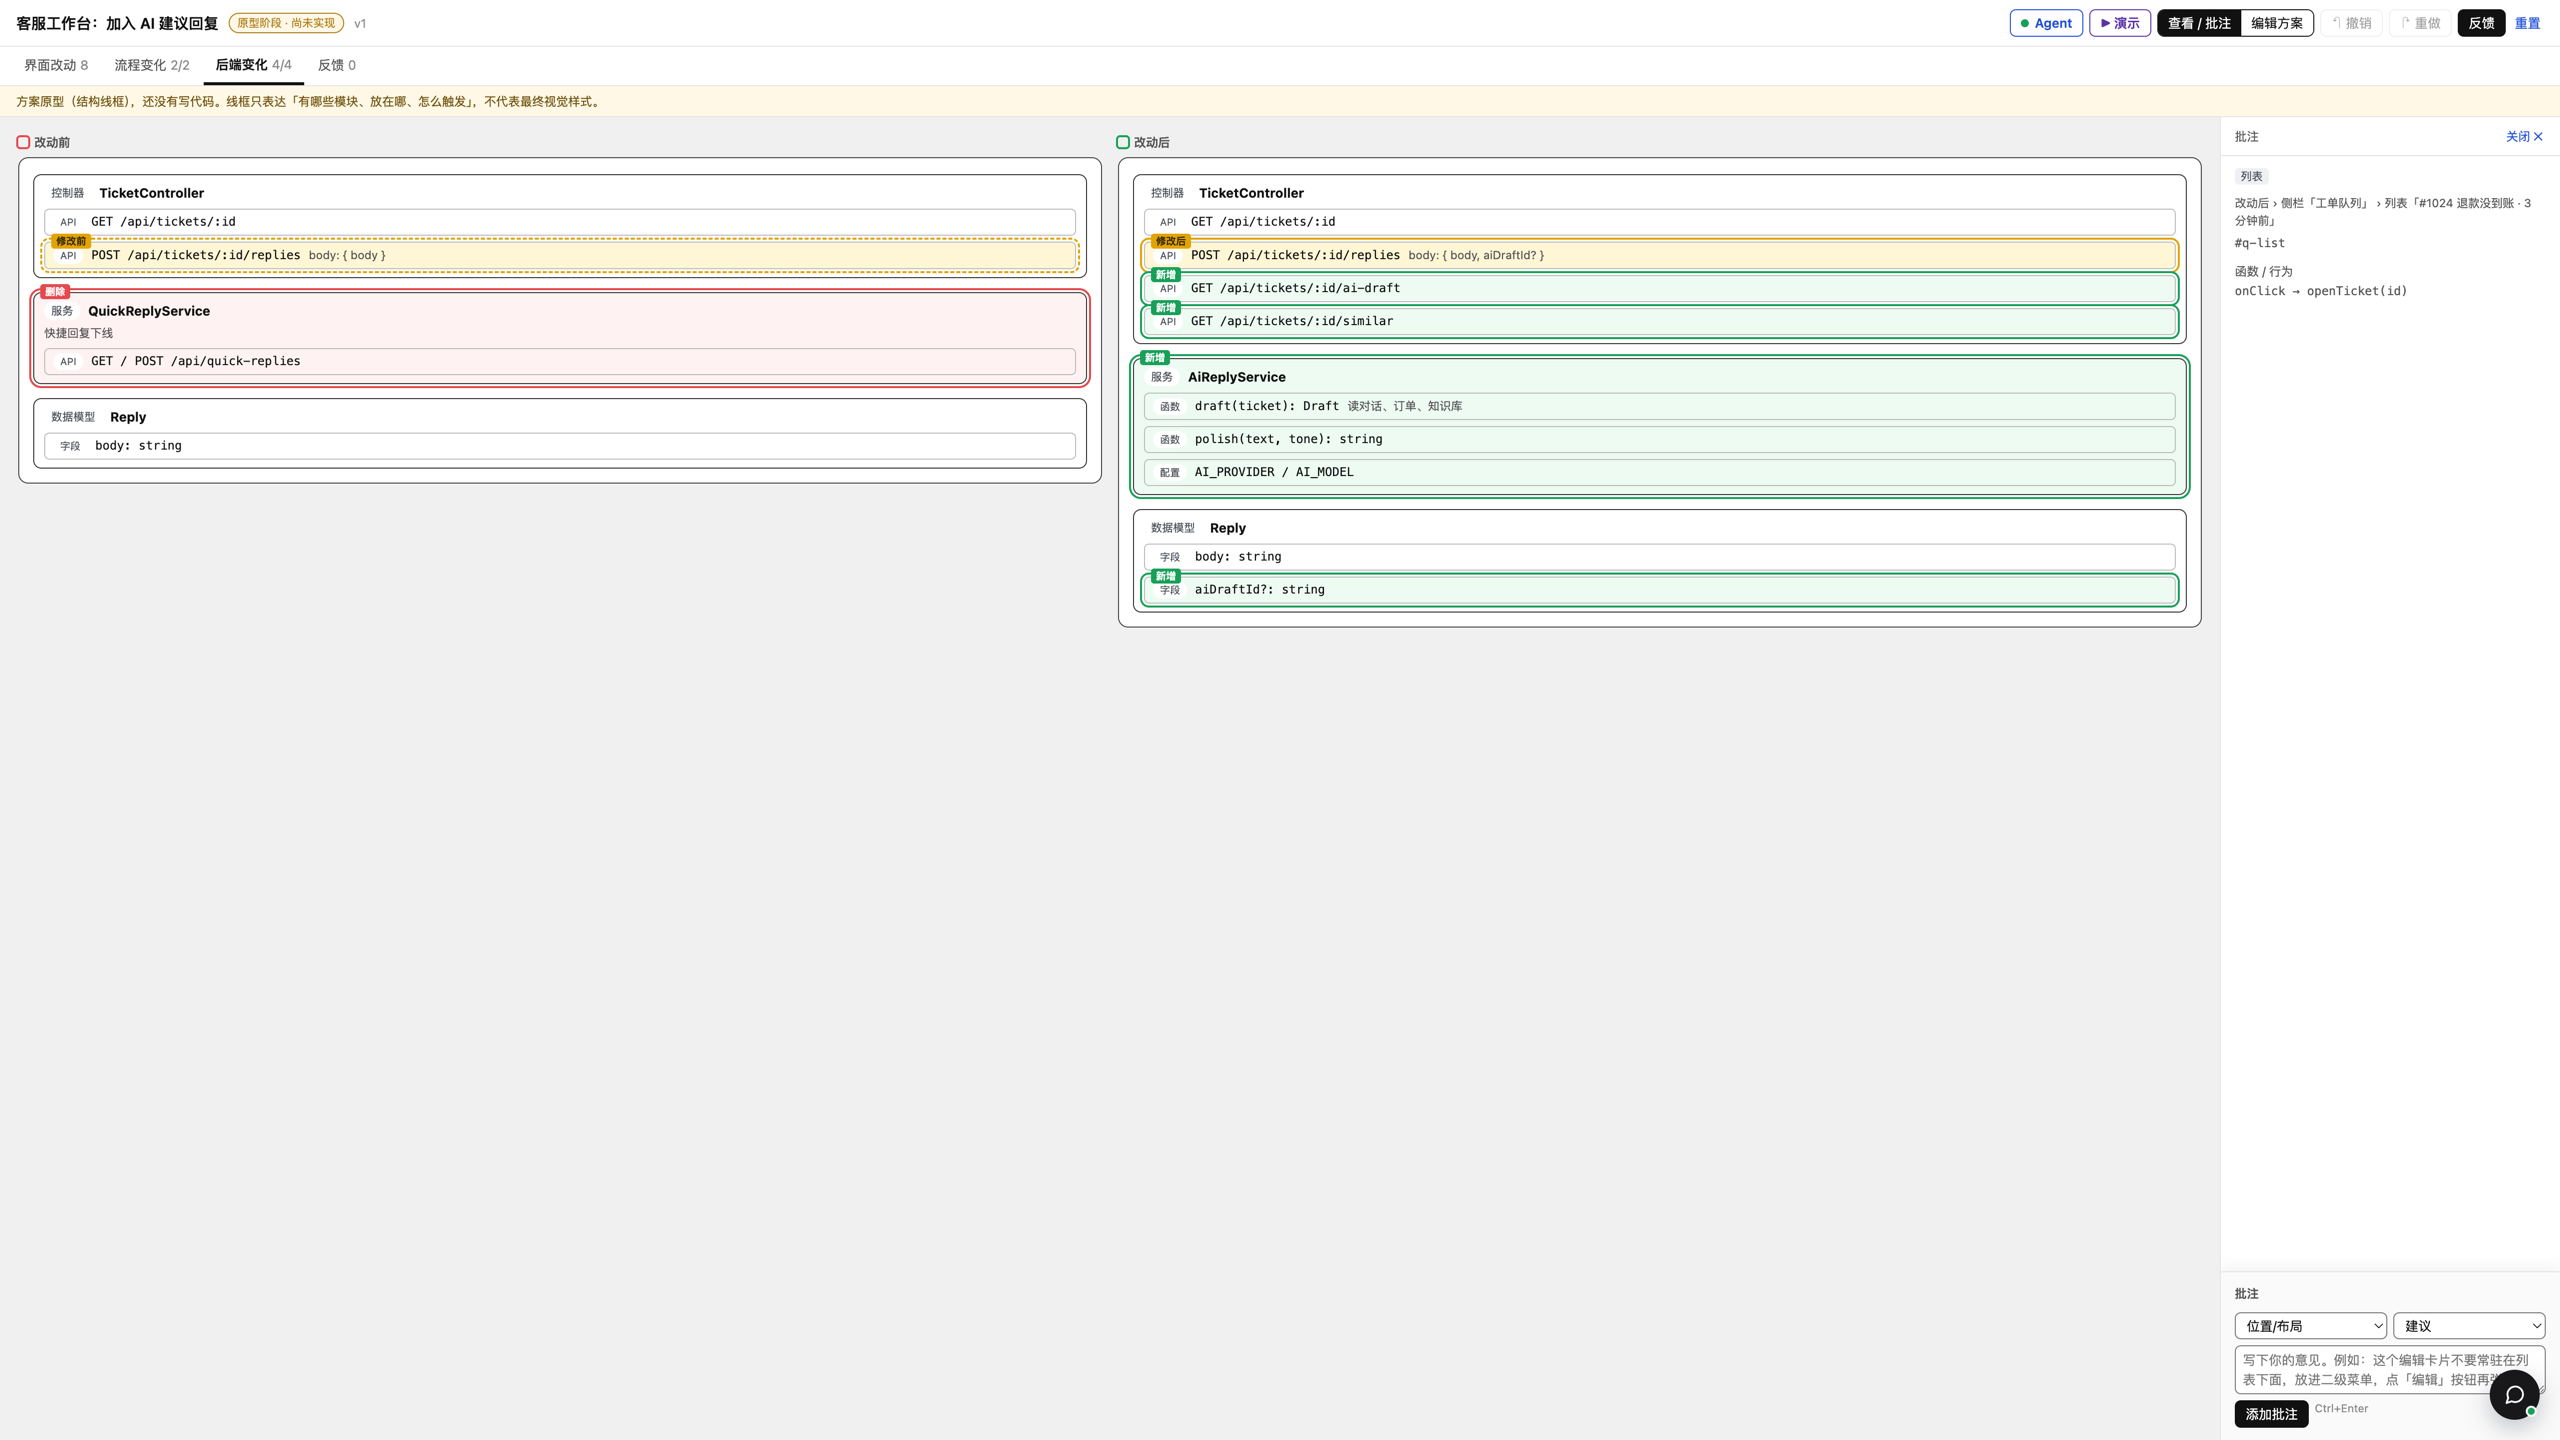 客服工作台：加入 AI 建议回复 原型阶段 · 尚未实现 v1
Agent 演示 查看 / 批注 编辑方案 撤销 重做 反馈 重置
界面改动 8 流程变化 2/2 后端变化 4/4 反馈 0
方案原型（结构线框），还没有写代码。线框只表达「有哪些模块、放在哪、怎么触发」，不代表最终视觉样式。
改动前
控制器 TicketController
API GET /api/tickets/:id
修改前
API POST /api/tickets/:id/replies body: { body }
删除
服务 QuickReplyService
快捷回复下线
API GET / POST /api/quick-replies
数据模型 Reply
字段 body: string
改动后
控制器 TicketController
API GET /api/tickets/:id
修改后
API POST /api/tickets/:id/replies body: { body, aiDraftId? }
新增
API GET /api/tickets/:id/ai-draft
新增
API GET /api/tickets/:id/similar
新增
服务 AiReplyService
函数 draft(ticket): Draft 读对话、订单、知识库
函数 polish(text, tone): string
配置 AI_PROVIDER / AI_MODEL
数据模型 Reply
字段 body: string
新增
字段 aiDraftId?: string
批注 关闭
列表
改动后 › 侧栏「工单队列」 › 列表「#1024 退款没到账 · 3
分钟前」
#q-list
函数 / 行为
onClick → openTicket(id)
批注
位置/布局 建议
写下你的意见。例如：这个编辑卡片不要常驻在列
表下面，放进二级菜单，点「编辑」按钮再
添加批注 Ctrl+Enter